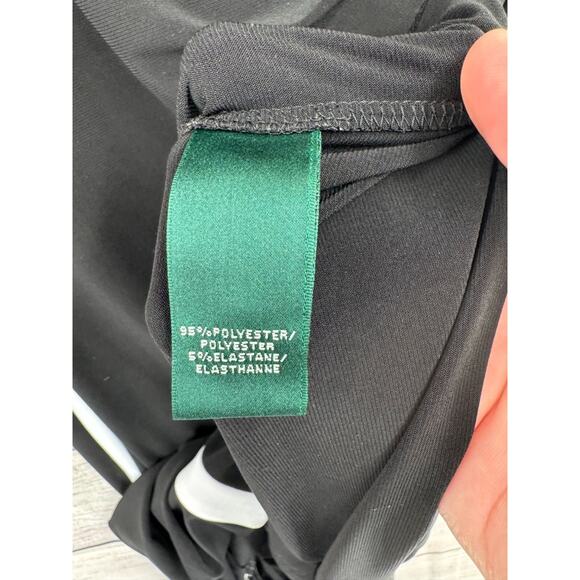 95%POLYESTER/
POLYESTER
5%ELASTANE/
ELASTHANNE